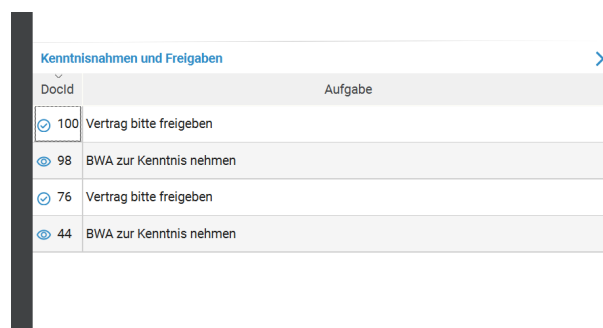 Kenntnisnahmen und Freigaben
DocId Aufgabe
100 Vertrag bitte freigeben
98 BWA zur Kenntnis nehmen
76 Vertrag bitte freigeben
44 BWA zur Kenntnis nehmen